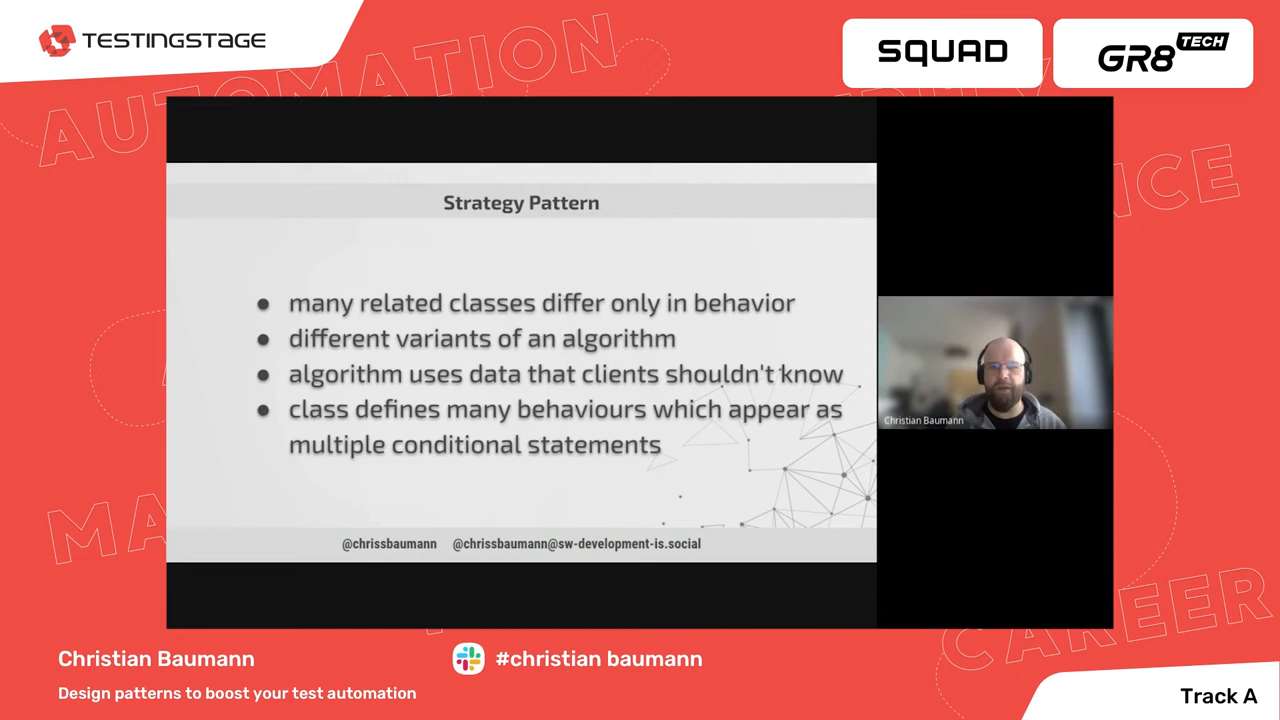 TESTINGSTAGE
SQUAD
GR8 TECH
AUTOMATION
Strategy Pattern
● many related classes differ only in behavior
● different variants of an algorithm
● algorithm uses data that clients shouldn't know
● class defines many behaviours which appear as
multiple conditional statements
@chrissbaumann @chrissbaumann@sw-development-is.social
Christian Baumann
CAREER
Christian Baumann
#christian baumann
Design patterns to boost your test automation
Track A